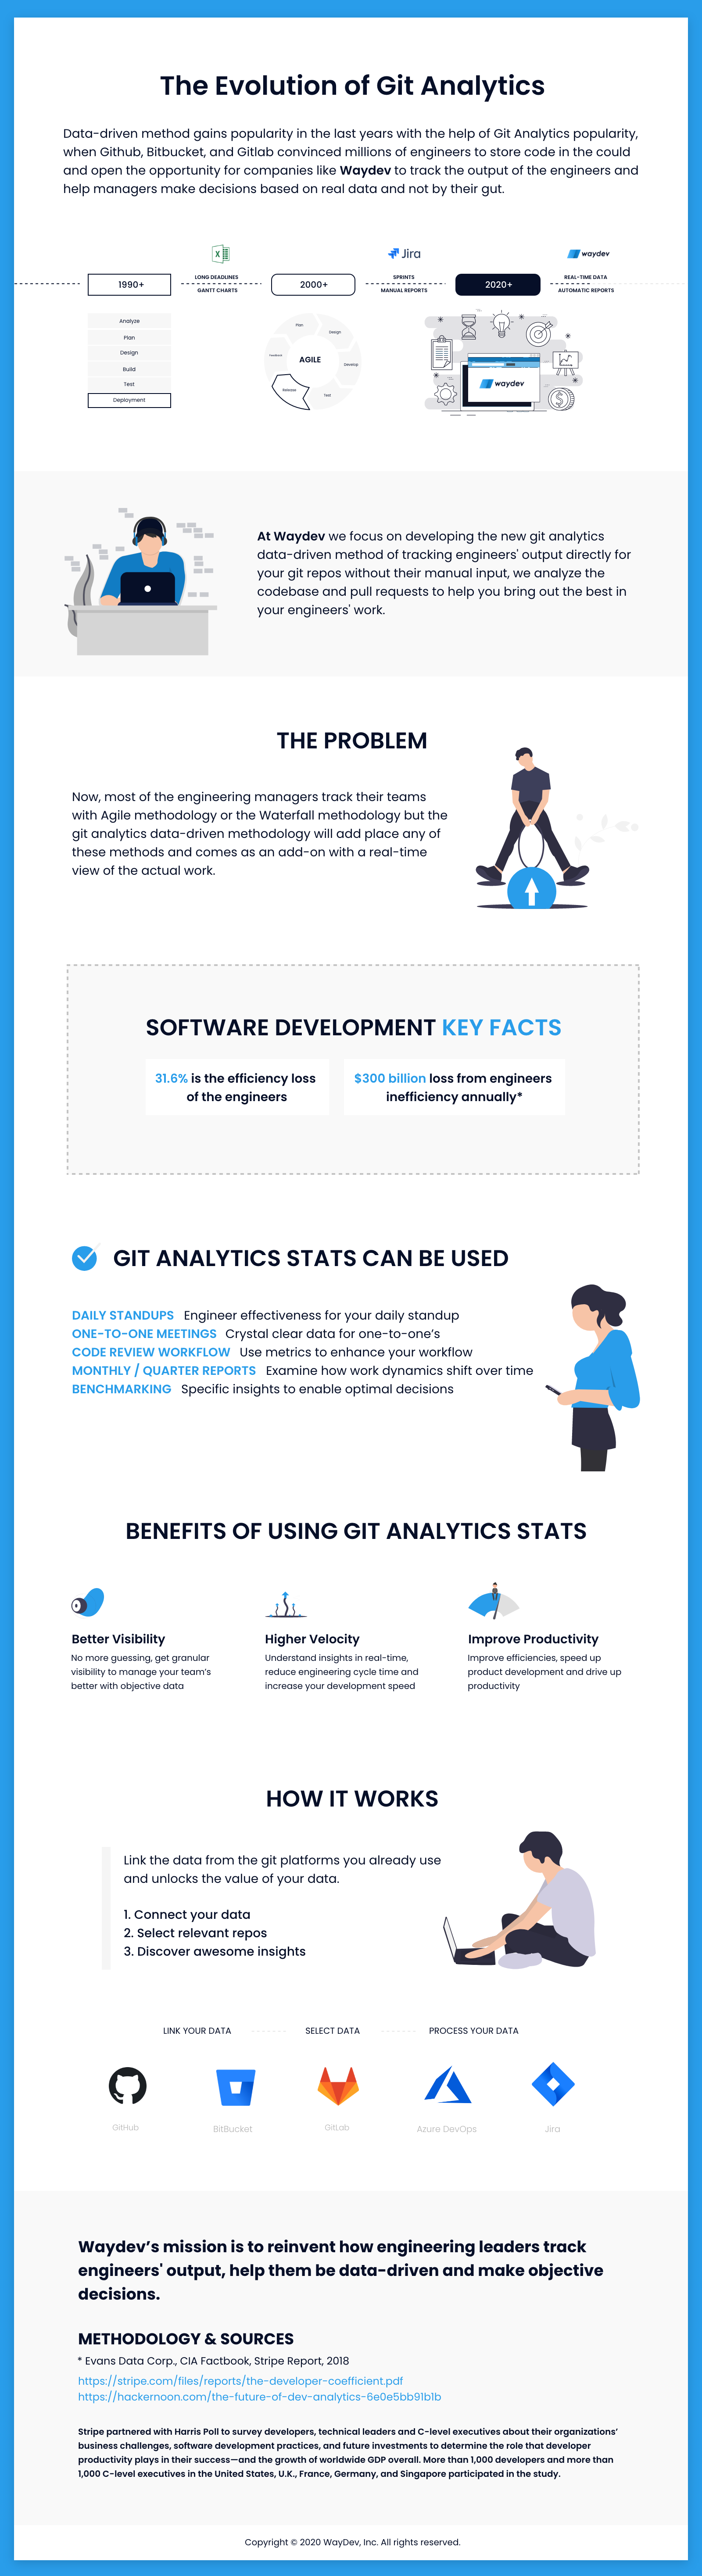 The Evolution of Git Analytics
Data-driven method gains popularity in the last years with the help of Git Analytics popularity,
when Github, Bitbucket, and Gitlab convinced millions of engineers to store code in the could
and open the opportunity for companies like Waydev to track the output of the engineers and
help managers make decisions based on real data and not by their gut.
X
Jira
waydev
1990+
LONG DEADLINES
GANTT CHARTS
2000+
SPRINTS
MANUAL REPORTS
2020+
REAL-TIME DATA
AUTOMATIC REPORTS
Analyze
Plan
Design
Build
Test
Deployment
AGILE
Plan
Design
Develop
Test
Release
Feedback
waydev
$
At Waydev we focus on developing the new git analytics
data-driven method of tracking engineers' output directly for
your git repos without their manual input, we analyze the
codebase and pull requests to help you bring out the best in
your engineers' work.
THE PROBLEM
Now, most of the engineering managers track their teams
with Agile methodology or the Waterfall methodology but the
git analytics data-driven methodology will add place any of
these methods and comes as an add-on with a real-time
view of the actual work.
SOFTWARE DEVELOPMENT KEY FACTS
31.6% is the efficiency loss
of the engineers
$300 billion loss from engineers
inefficiency annually*
GIT ANALYTICS STATS CAN BE USED
DAILY STANDUPS Engineer effectiveness for your daily standup
ONE-TO-ONE MEETINGS Crystal clear data for one-to-one's
CODE REVIEW WORKFLOW Use metrics to enhance your workflow
MONTHLY / QUARTER REPORTS Examine how work dynamics shift over time
BENCHMARKING Specific insights to enable optimal decisions
BENEFITS OF USING GIT ANALYTICS STATS
Better Visibility
No more guessing, get granular
visibility to manage your team's
better with objective data
Higher Velocity
Understand insights in real-time,
reduce engineering cycle time and
increase your development speed
Improve Productivity
Improve efficiencies, speed up
product development and drive up
productivity
HOW IT WORKS
Link the data from the git platforms you already use
and unlocks the value of your data.
1. Connect your data
2. Select relevant repos
3. Discover awesome insights
LINK YOUR DATA
SELECT DATA
PROCESS YOUR DATA
GitHub
BitBucket
GitLab
Azure DevOps
Jira
Waydev's mission is to reinvent how engineering leaders track
engineers' output, help them be data-driven and make objective
decisions.
METHODOLOGY & SOURCES
* Evans Data Corp., CIA Factbook, Stripe Report, 2018
https://stripe.com/files/reports/the-developer-coefficient.pdf
https://hackernoon.com/the-future-of-dev-analytics-6e0e5bb91b1b
Stripe partnered with Harris Poll to survey developers, technical leaders and C-level executives about their organizations'
business challenges, software development practices, and future investments to determine the role that developer
productivity plays in their success—and the growth of worldwide GDP overall. More than 1,000 developers and more than
1,000 C-level executives in the United States, U.K., France, Germany, and Singapore participated in the study.
Copyright © 2020 WayDev, Inc. All rights reserved.